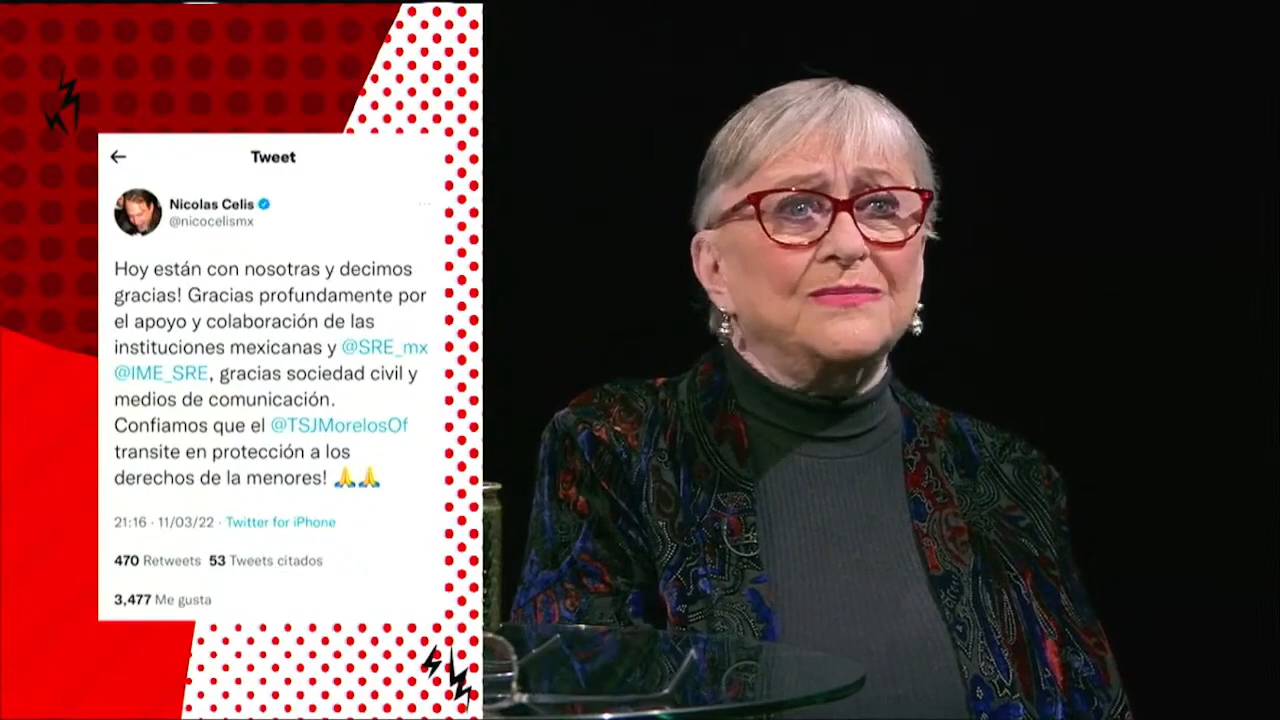 Tweet
Nicolas Celis
@nicocelismx
Hoy están con nosotras y decimos
gracias! Gracias profundamente por
el apoyo y colaboración de las
instituciones mexicanas y @SRE_mx
@IME_SRE, gracias sociedad civil y
medios de comunicación.
Confiamos que el @TSJMorelosOf
transite en protección a los
derechos de la menores! 🙏🙏
21:16 · 11/03/22 · Twitter for iPhone
470 Retweets 53 Tweets citados
3,477 Me gusta